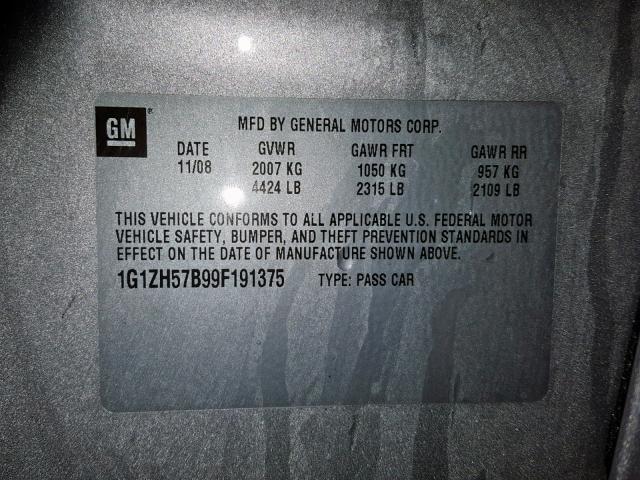 GM®
MFD BY GENERAL MOTORS CORP.
DATE GVWR GAWR FRT GAWR RR
11/08 2007 KG 1050 KG 957 KG
4424 LB 2315 LB 2109 LB
THIS VEHICLE CONFORMS TO ALL APPLICABLE U.S. FEDERAL MOTOR
VEHICLE SAFETY, BUMPER, AND THEFT PREVENTION STANDARDS IN
EFFECT ON THE DATE OF MANUFACTURE SHOWN ABOVE.
1G1ZH57B99F191375 TYPE: PASS CAR